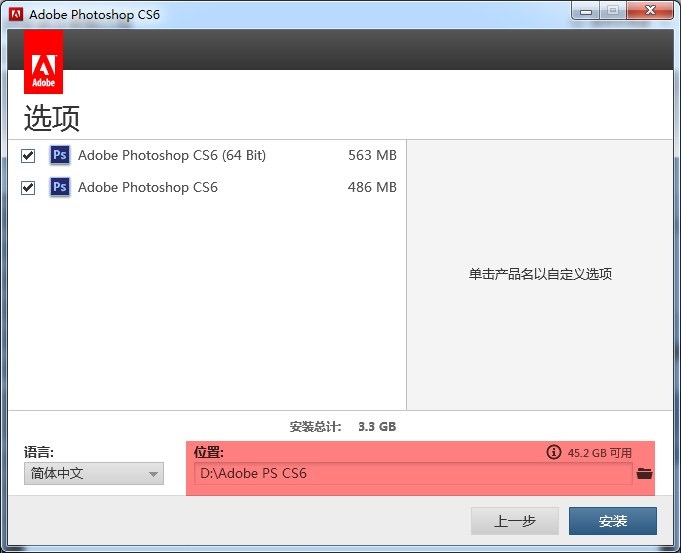 Adobe Photoshop CS6
Adobe
选项
Ps Adobe Photoshop CS6 (64 Bit) 563 MB
Ps Adobe Photoshop CS6 486 MB
单击产品名以自定义选项
安装总计: 3.3 GB
语言:
简体中文
位置: 45.2 GB 可用
D:\Adobe PS CS6
上一步 安装